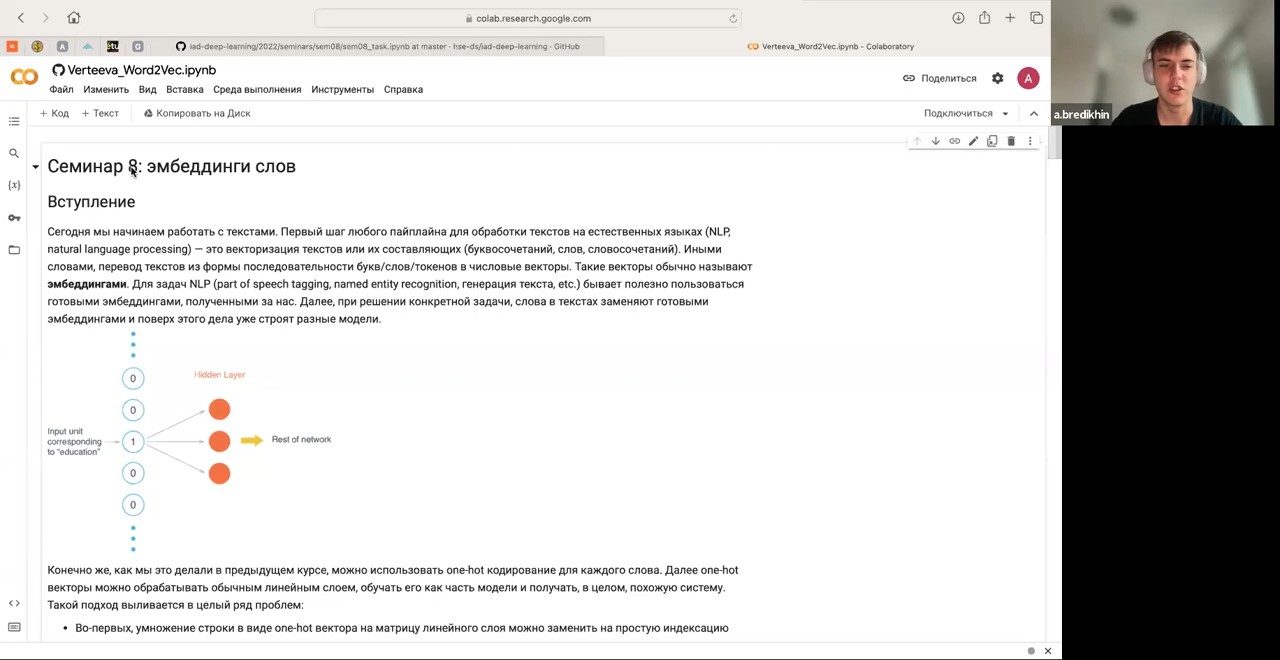 colab.research.google.com
iad-deep-learning/2022/seminars/sem08/sem08_task.ipynb at master · hse-ds/iad-deep-learning · GitHub
Verteeva_Word2Vec.ipynb - Colaboratory
Verteeva_Word2Vec.ipynb
Файл Изменить Вид Вставка Среда выполнения Инструменты Справка
Поделиться
A
+ Код + Текст Копировать на Диск
Подключиться
a.bredikhin
Семинар 8: эмбеддинги слов
Вступление
Сегодня мы начинаем работать с текстами. Первый шаг любого пайплайна для обработки текстов на естественных языках (NLP,
natural language processing) — это векторизация текстов или их составляющих (буквосочетаний, слов, словосочетаний). Иными
словами, перевод текстов из формы последовательности букв/слов/токенов в числовые векторы. Такие векторы обычно называют
эмбеддингами. Для задач NLP (part of speech tagging, named entity recognition, генерация текста, etc.) бывает полезно пользоваться
готовыми эмбеддингами, полученными за нас. Далее, при решении конкретной задачи, слова в текстах заменяют готовыми
эмбеддингами и поверх этого дела уже строят разные модели.
Hidden Layer
0
0
Input unit
corresponding
to "education"
1
Rest of network
0
0
Конечно же, как мы это делали в предыдущем курсе, можно использовать one-hot кодирование для каждого слова. Далее one-hot
векторы можно обрабатывать обычным линейным слоем, обучать его как часть модели и получать, в целом, похожую систему.
Такой подход выливается в целый ряд проблем:
• Во-первых, умножение строки в виде one-hot вектора на матрицу линейного слоя можно заменить на простую индексацию